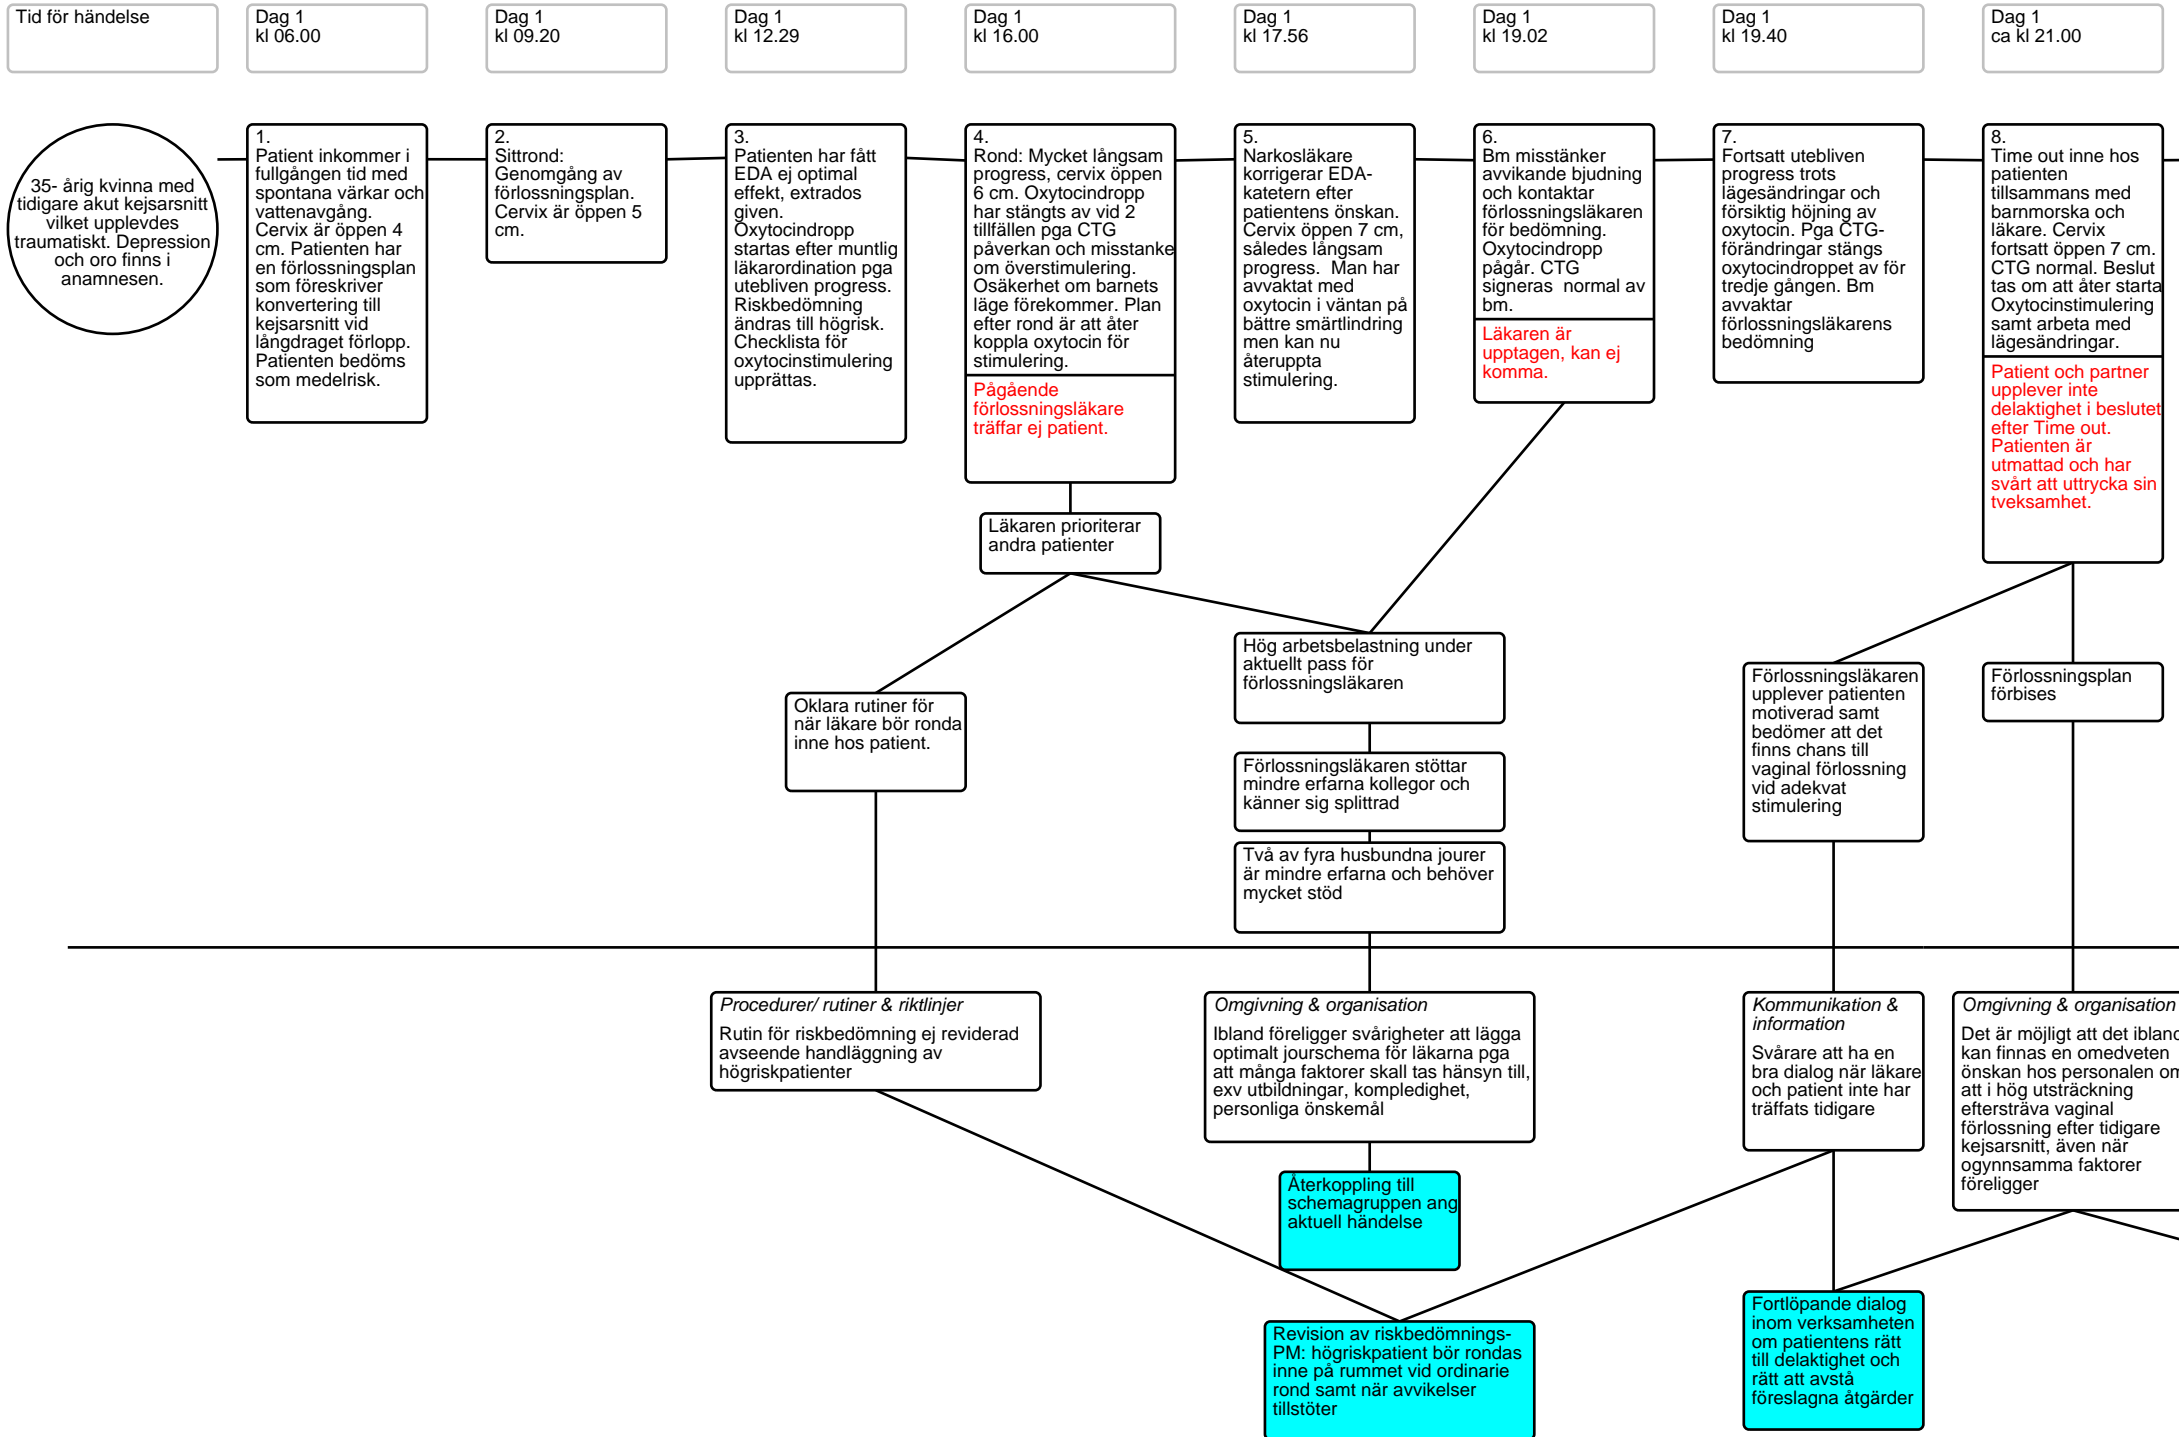 Tid för händelse
Dag 1
kl 06.00
Dag 1
kl 09.20
Dag 1
kl 12.29
Dag 1
kl 16.00
Dag 1
kl 17.56
Dag 1
kl 19.02
Dag 1
kl 19.40
Dag 1
ca kl 21.00
35- årig kvinna med
tidigare akut kejsarsnitt
vilket upplevdes
traumatiskt. Depression
och oro finns i
anamnesen.
1.
Patient inkommer i
fullgången tid med
spontana värkar och
vattenavgång.
Cervix är öppen 4
cm. Patienten har
en förlossningsplan
som föreskriver
konvertering till
kejsarsnitt vid
långdraget förlopp.
Patienten bedöms
som medelrisk.
2.
Sittrond:
Genomgång av
förlossningsplan.
Cervix är öppen 5
cm.
3.
Patienten har fått
EDA ej optimal
effekt, extrados
given.
Oxytocindropp
startas efter muntlig
läkarordination pga
utebliven progress.
Riskbedömning
ändras till högrisk.
Checklista för
oxytocinstimulering
upprättas.
4.
Rond: Mycket långsam
progress, cervix öppen
6 cm. Oxytocindropp
har stängts av vid 2
tillfällen pga CTG
påverkan och misstanke
om överstimulering.
Osäkerhet om barnets
läge förekommer. Plan
efter rond är att åter
koppla oxytocin för
stimulering.
Pågående
förlossningsläkare
träffar ej patient.
5.
Narkosläkare
korrigerar EDA-
katetern efter
patientens önskan.
Cervix öppen 7 cm,
således långsam
progress.  Man har
avvaktat med
oxytocin i väntan på
bättre smärtlindring
men kan nu
återuppta
stimulering.
6.
Bm misstänker
avvikande bjudning
och kontaktar
förlossningsläkaren
för bedömning.
Oxytocindropp
pågår. CTG
signeras  normal av
bm.
Läkaren är
upptagen, kan ej
komma.
7.
Fortsatt utebliven
progress trots
lägesändringar och
försiktig höjning av
oxytocin. Pga CTG-
förändringar stängs
oxytocindroppet av för
tredje gången. Bm
avvaktar
förlossningsläkarens
bedömning
8.
Time out inne hos
patienten
tillsammans med
barnmorska och
läkare. Cervix
fortsatt öppen 7 cm.
CTG normal. Beslut
tas om att åter starta
Oxytocinstimulering
samt arbeta med
lägesändringar.
Patient och partner
upplever inte
delaktighet i beslutet
efter Time out.
Patienten är
utmattad och har
svårt att uttrycka sin
tveksamhet.
Läkaren prioriterar
andra patienter
Oklara rutiner för
när läkare bör ronda
inne hos patient.
Hög arbetsbelastning under
aktuellt pass för
förlossningsläkaren
Förlossningsläkaren stöttar
mindre erfarna kollegor och
känner sig splittrad
Två av fyra husbundna jourer
är mindre erfarna och behöver
mycket stöd
Förlossningsläkaren
upplever patienten
motiverad samt
bedömer att det
finns chans till
vaginal förlossning
vid adekvat
stimulering
Förlossningsplan
förbises
Procedurer/ rutiner & riktlinjer
Rutin för riskbedömning ej reviderad
avseende handläggning av
högriskpatienter
Omgivning & organisation
Ibland föreligger svårigheter att lägga
optimalt jourschema för läkarna pga
att många faktorer skall tas hänsyn till,
exv utbildningar, kompledighet,
personliga önskemål
Kommunikation &
information
Svårare att ha en
bra dialog när läkare
och patient inte har
träffats tidigare
Omgivning & organisation
Det är möjligt att det ibland
kan finnas en omedveten
önskan hos personalen om
att i hög utsträckning
eftersträva vaginal
förlossning efter tidigare
kejsarsnitt, även när
ogynnsamma faktorer
föreligger
Återkoppling till
schemagruppen ang
aktuell händelse
Revision av riskbedömnings-
PM: högriskpatient bör rondas
inne på rummet vid ordinarie
rond samt när avvikelser
tillstöter
Fortlöpande dialog
inom verksamheten
om patientens rätt
till delaktighet och
rätt att avstå
föreslagna åtgärder